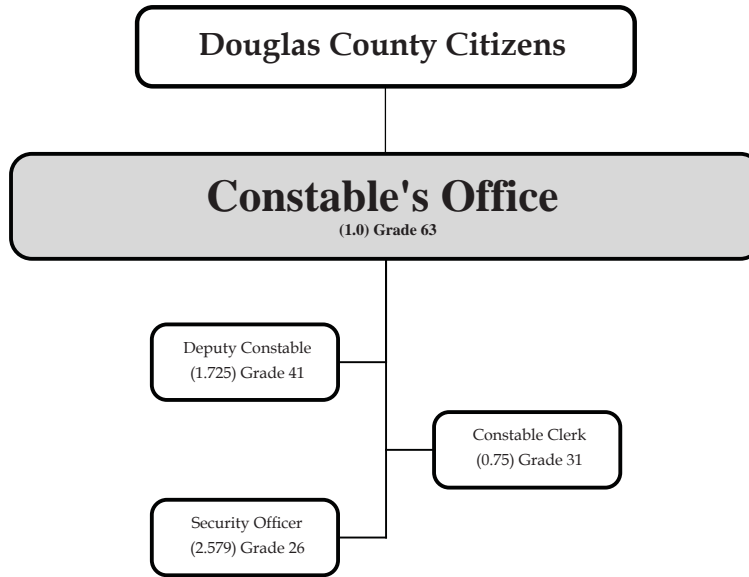 Douglas County Citizens
Constable's Office
(1.0) Grade 63
Deputy Constable
(1.725) Grade 41
Constable Clerk
(0.75) Grade 31
Security Officer
(2.579) Grade 26